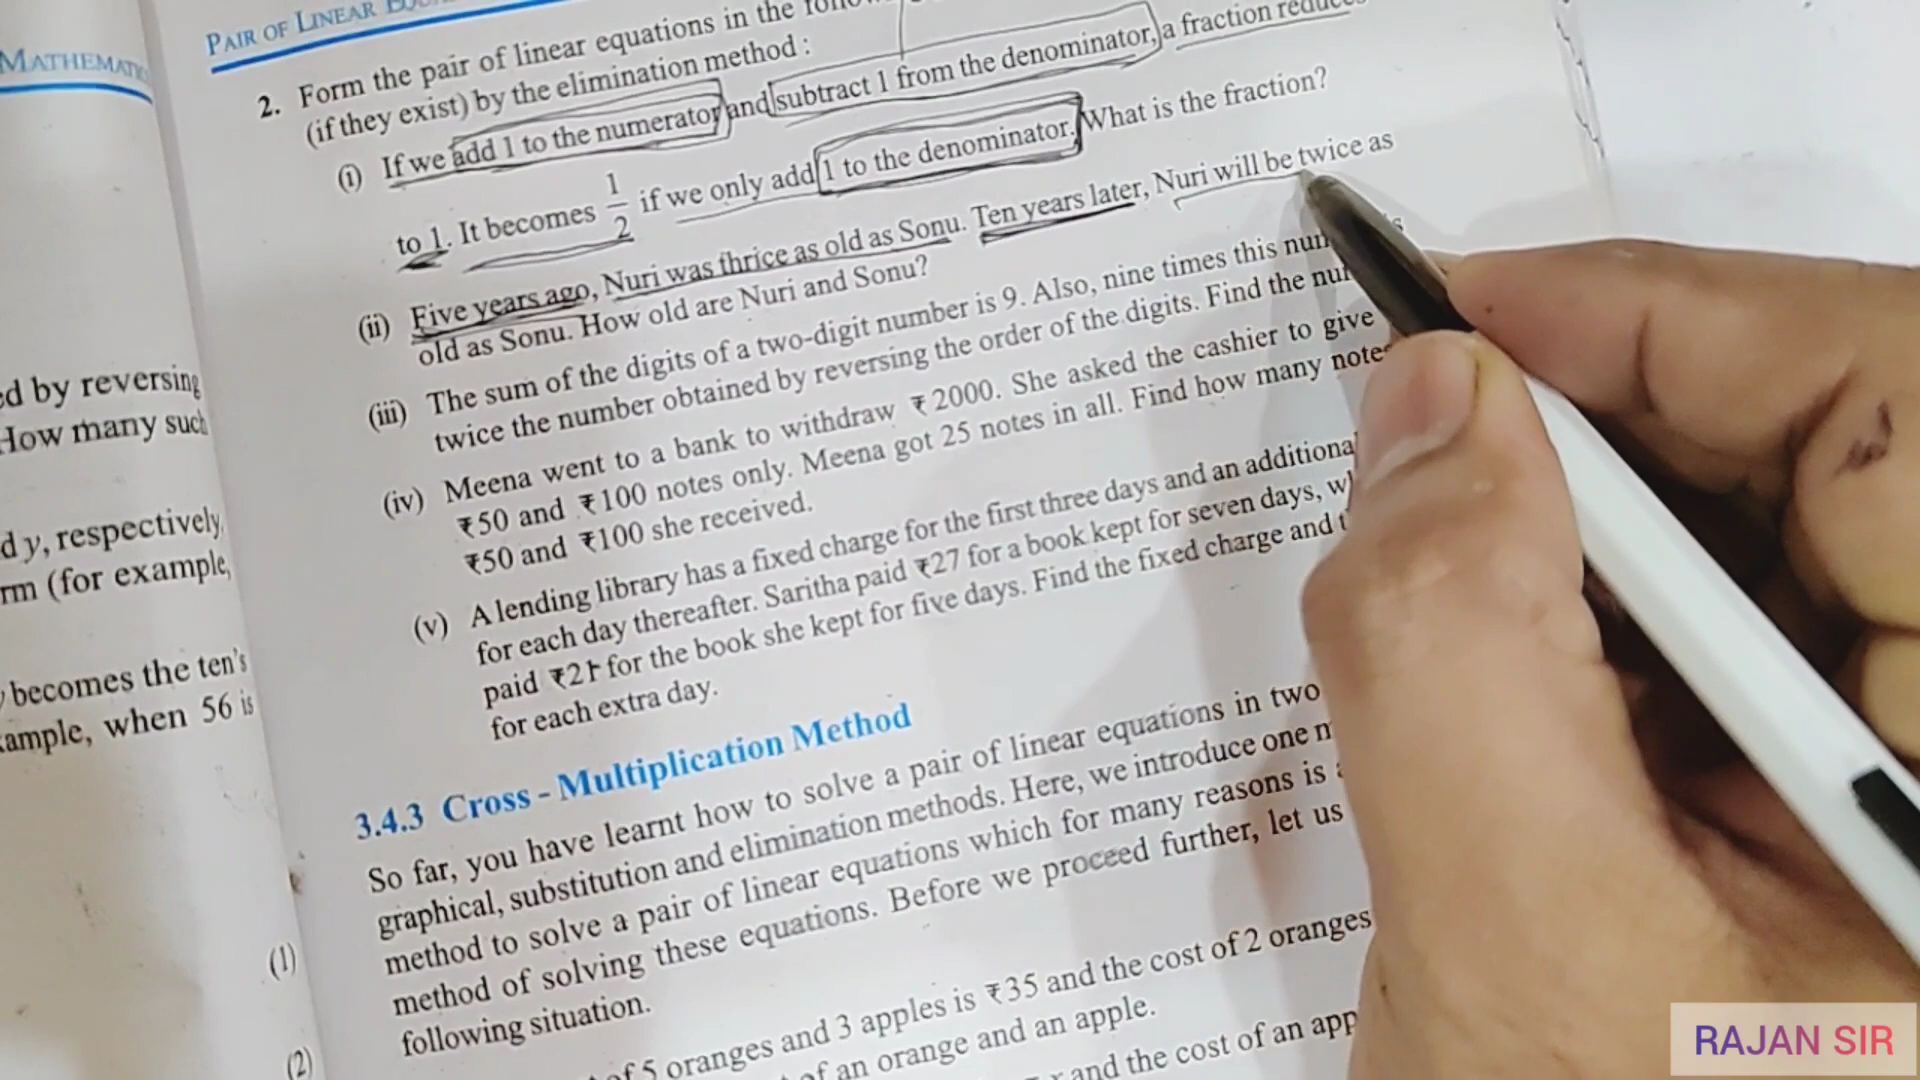 MATHEMATI
PAIR OF LINEAR
2. Form the pair of linear equations in the
(if they exist) by the elimination method :
(i) If we add 1 to the numerator and subtract 1 from the denominator, a fraction reduces
to 1. It becomes 1/2 if we only add 1 to the denominator. What is the fraction?
(ii) Five years ago, Nuri was thrice as old as Sonu. Ten years later, Nuri will be twice as
old as Sonu. How old are Nuri and Sonu?
(iii) The sum of the digits of a two-digit number is 9. Also, nine times this
twice the number obtained by reversing the order of the digits. Find the
(iv) Meena went to a bank to withdraw ₹2000. She asked the cashier to give
₹50 and ₹100 notes only. Meena got 25 notes in all. Find how many
₹50 and ₹100 she received.
(v) A lending library has a fixed charge for the first three days and an
for each day thereafter. Saritha paid ₹27 for a book kept for seven days,
paid ₹21 for the book she kept for five days. Find the fixed charge and
for each extra day.
3.4.3 Cross - Multiplication Method
So far, you have learnt how to solve a pair of linear equations in two
graphical, substitution and elimination methods. Here, we introduce one
method to solve a pair of linear equations which for many reasons is
method of solving these equations. Before we proceed further, let us
following situation.
of 5 oranges and 3 apples is ₹35 and the cost of 2 oranges
of an orange and an apple.
and the cost of an
by reversing
How many such
d y, respectively,
rm (for example,
becomes the ten's
ample, when 56 is
(1)
(2)
RAJAN SIR